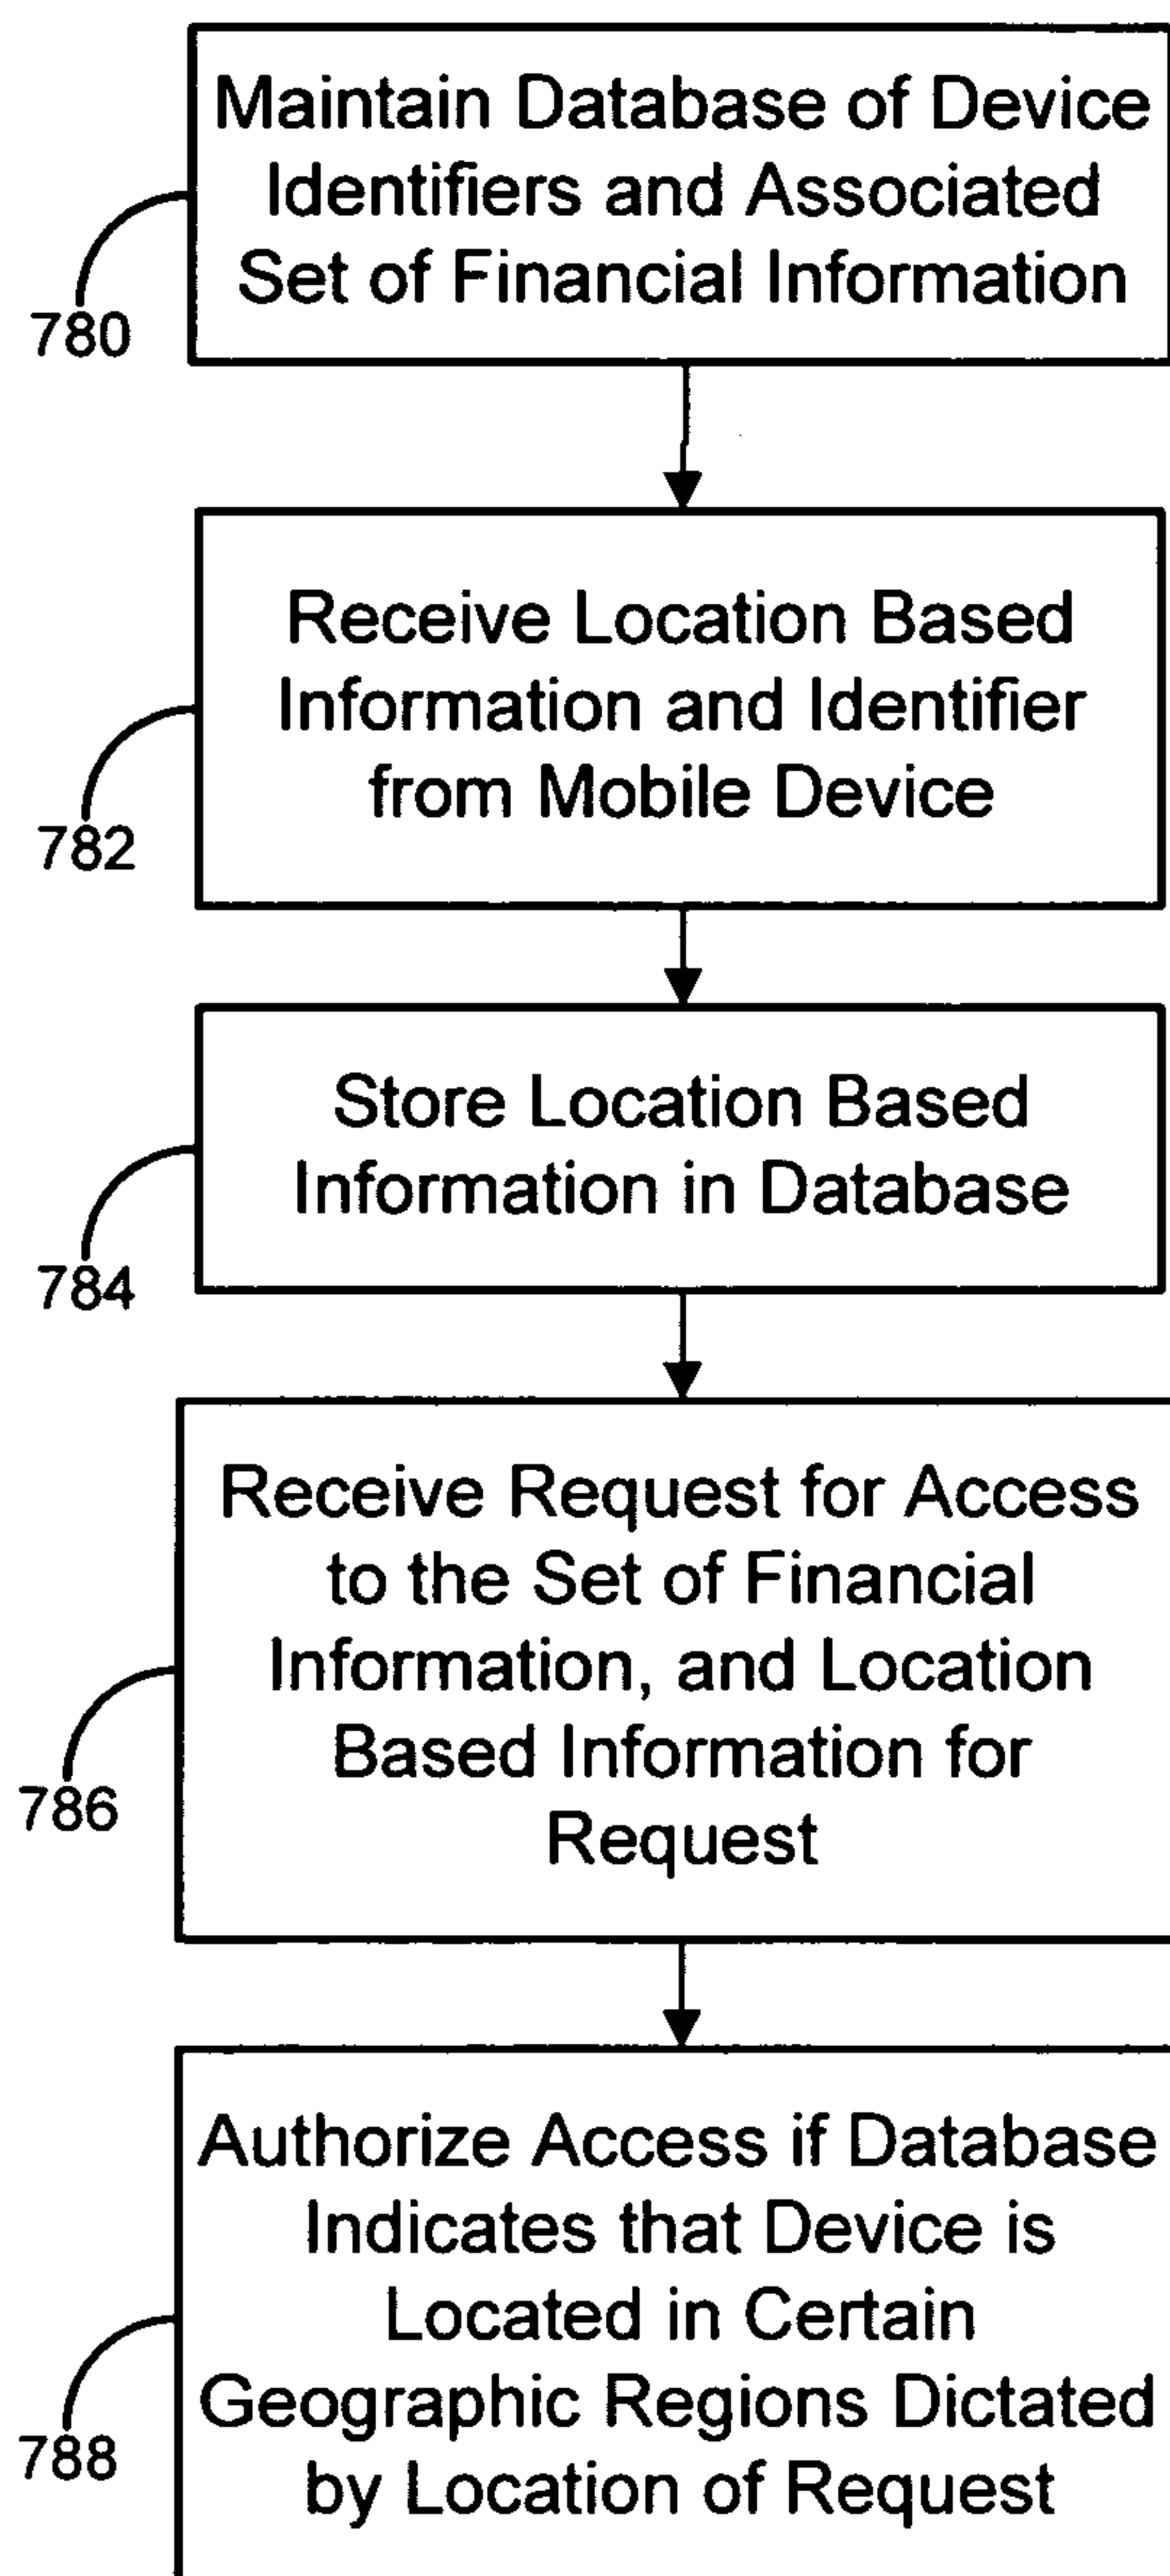 Maintain Database of Device
Identifiers and Associated
Set of Financial Information
780
Receive Location Based
Information and Identifier
from Mobile Device
782
Store Location Based
Information in Database
784
Receive Request for Access
to the Set of Financial
Information, and Location
Based Information for
Request
786
Authorize Access if Database
Indicates that Device is
Located in Certain
Geographic Regions Dictated
by Location of Request
788